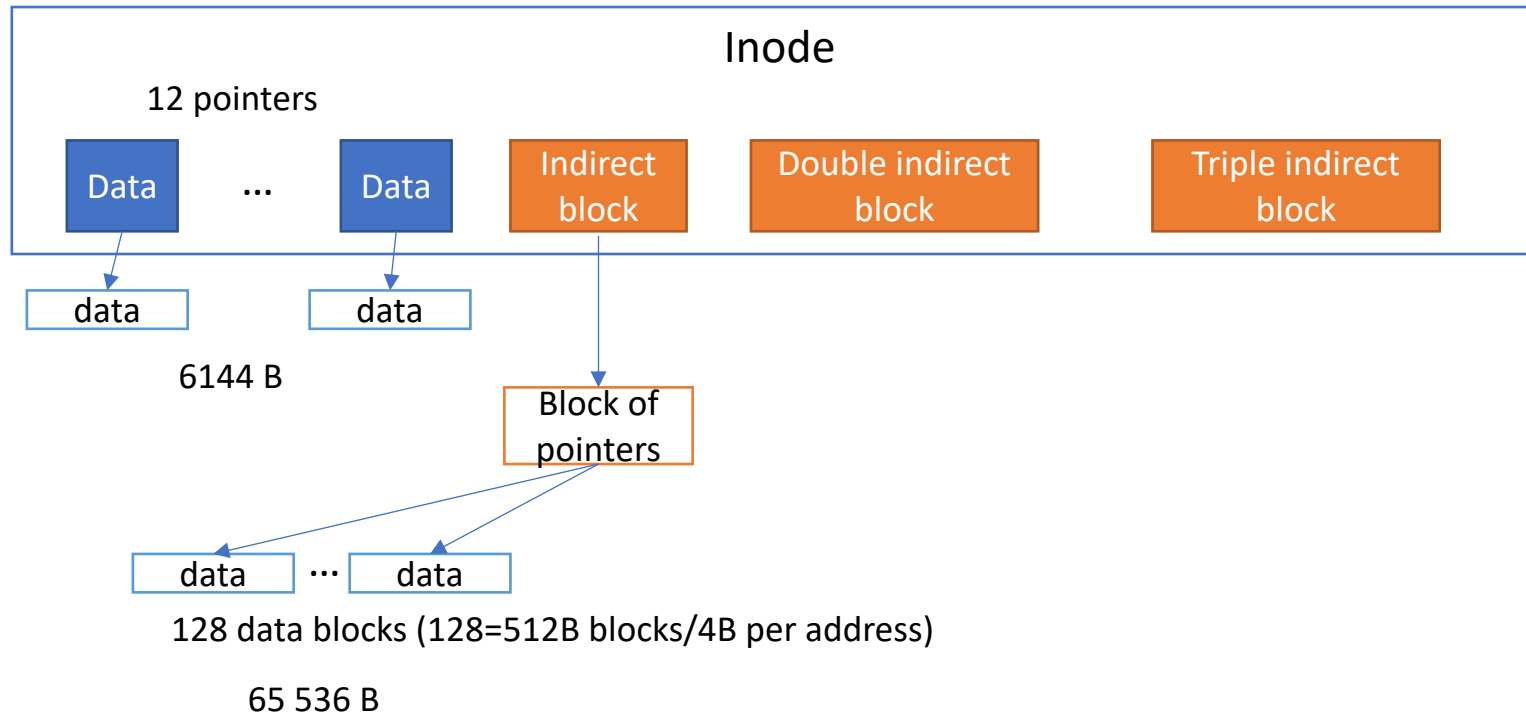 Inode
12 pointers
Data
...
Data
Indirect
block
Double indirect
block
Triple indirect
block
data
data
6144 B
Block of
pointers
data
...
data
128 data blocks (128=512B blocks/4B per address)
65 536 B